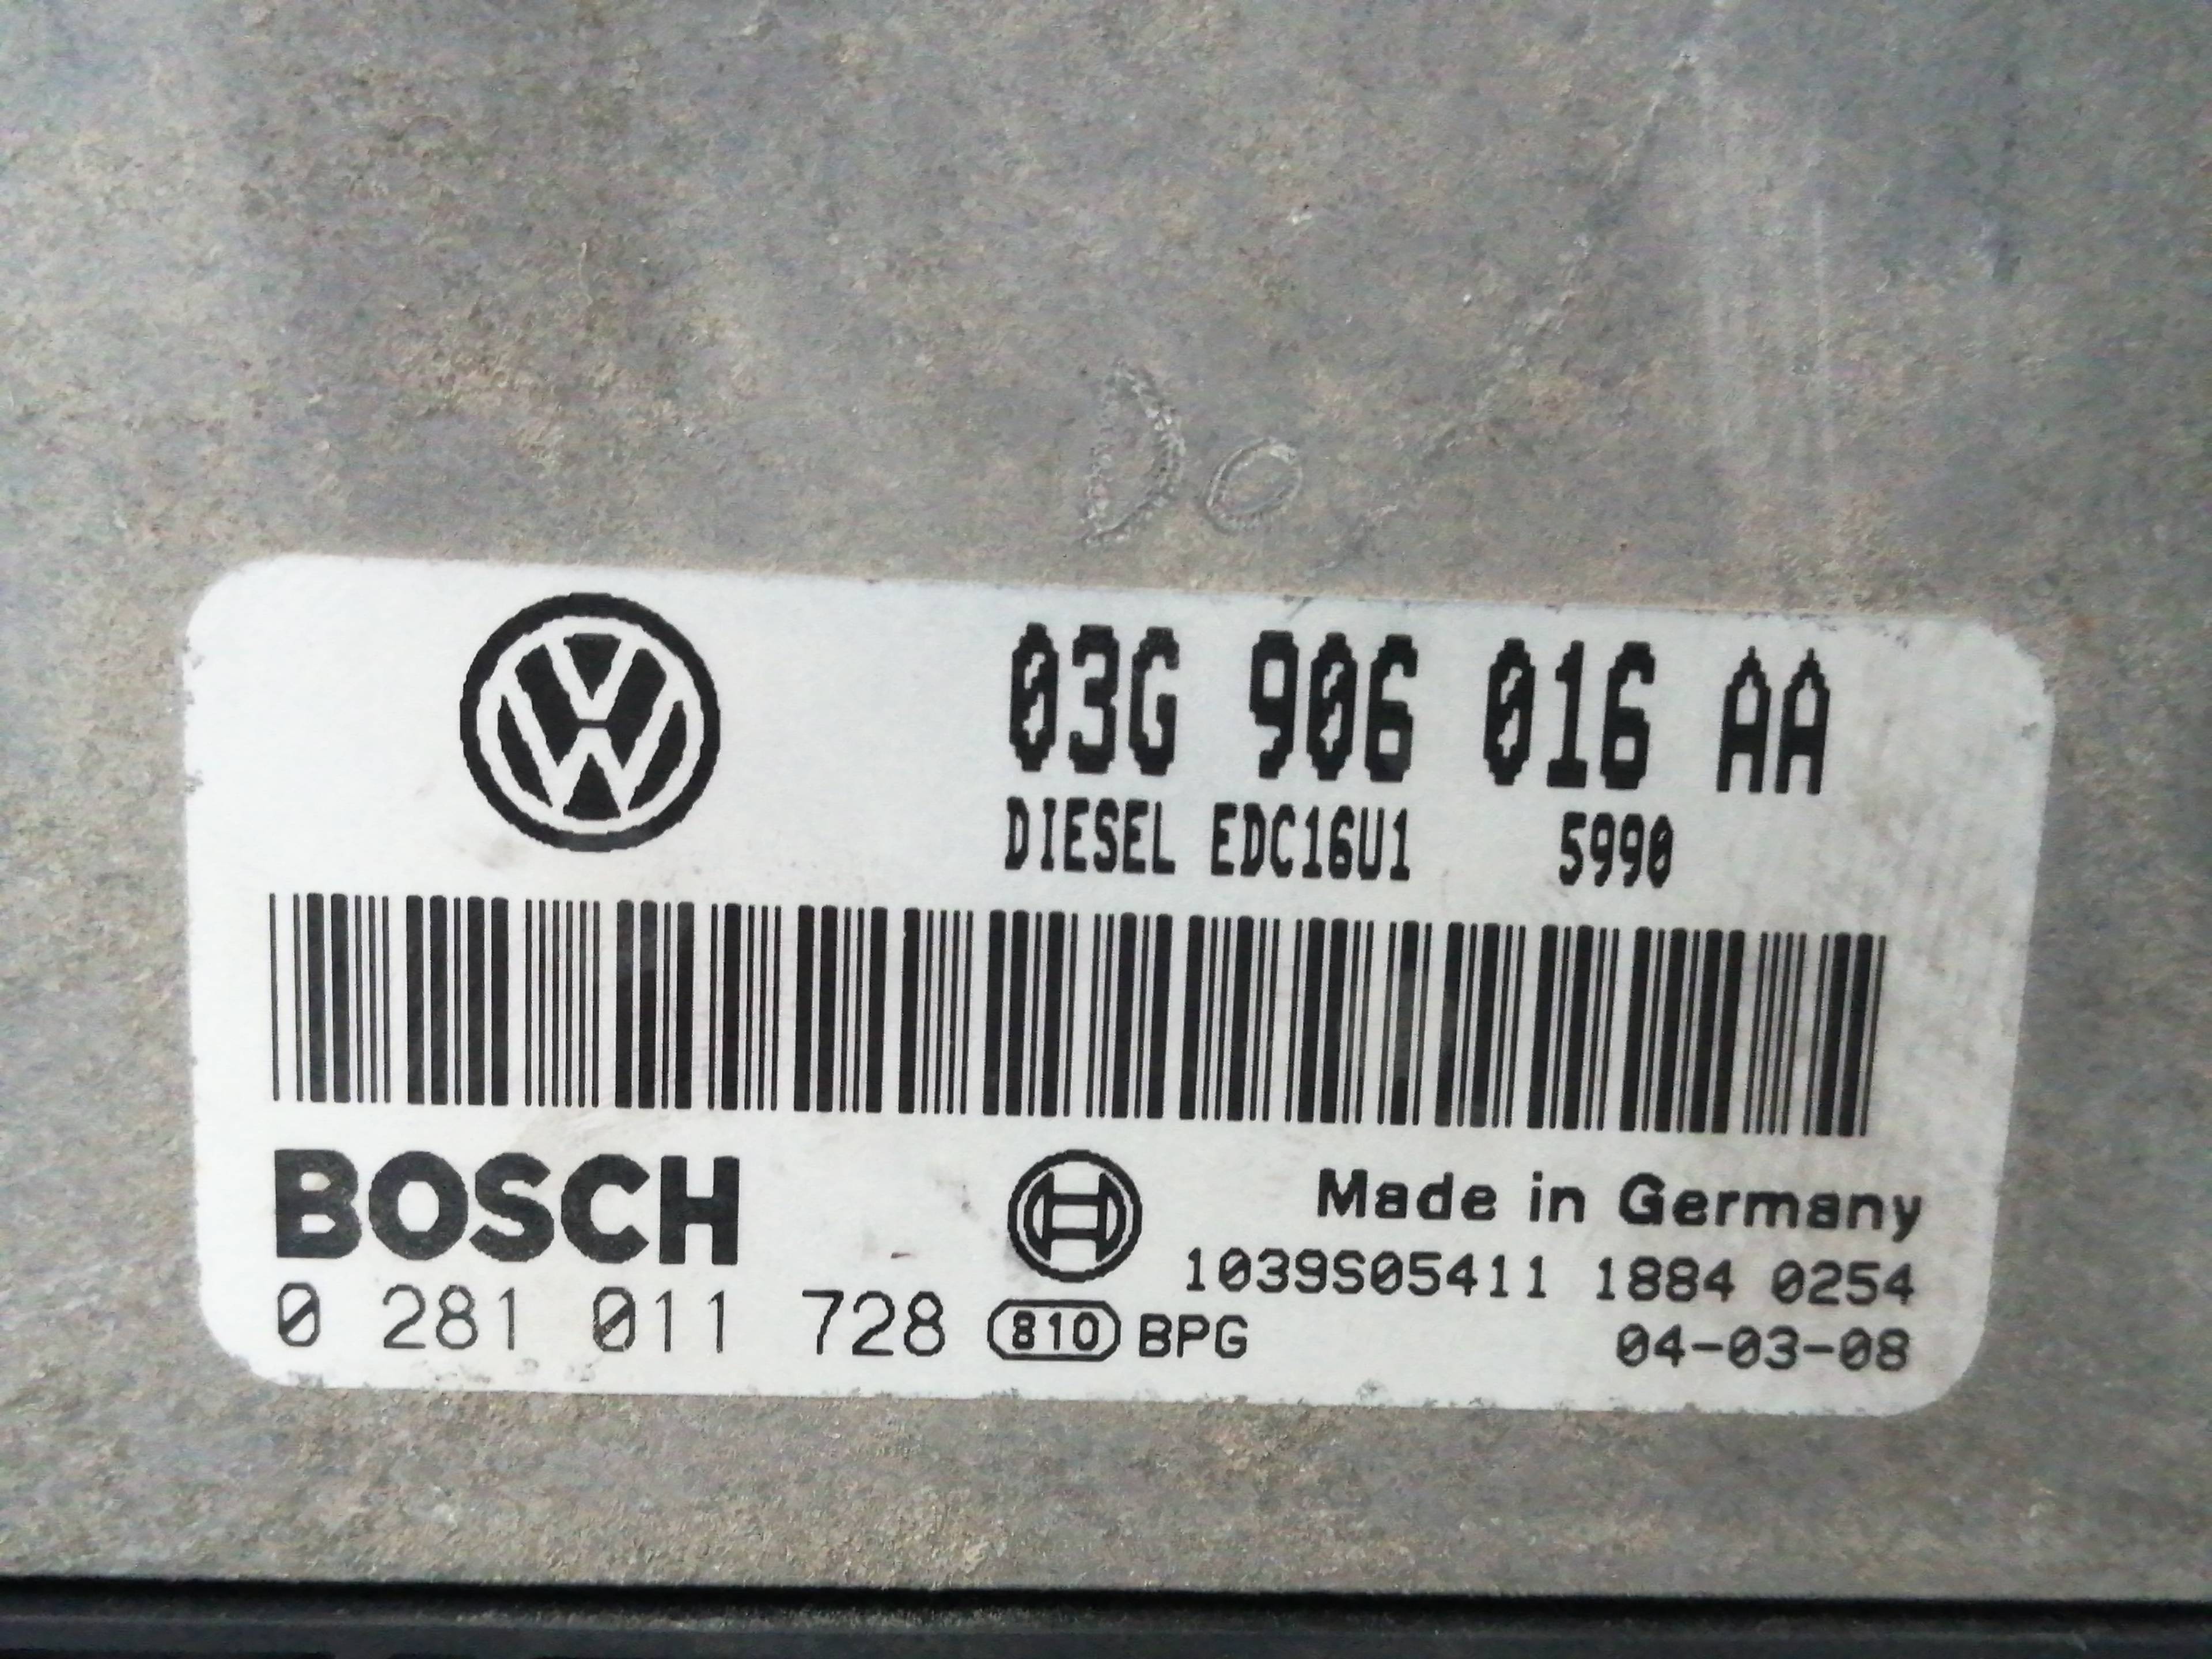 Do
03G 906 016 AA
DIESEL EDC16U1 5990
BOSCH
Made in Germany
1039S05411 1884 0254
0 281 011 728 810 BPG
04-03-08